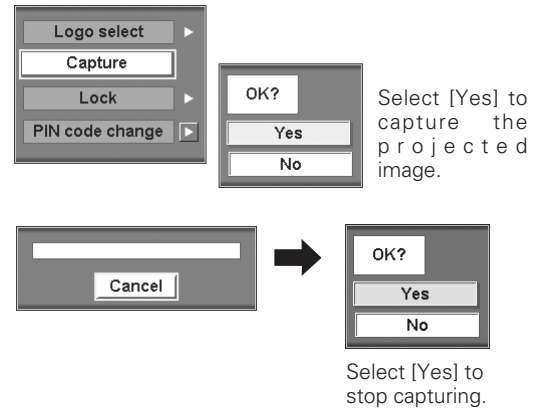 Logo select
Capture
Lock
PIN code change
OK?
Yes
No
Select [Yes] to
capture the
projected
image.
Cancel
OK?
Yes
No
Select [Yes] to
stop capturing.